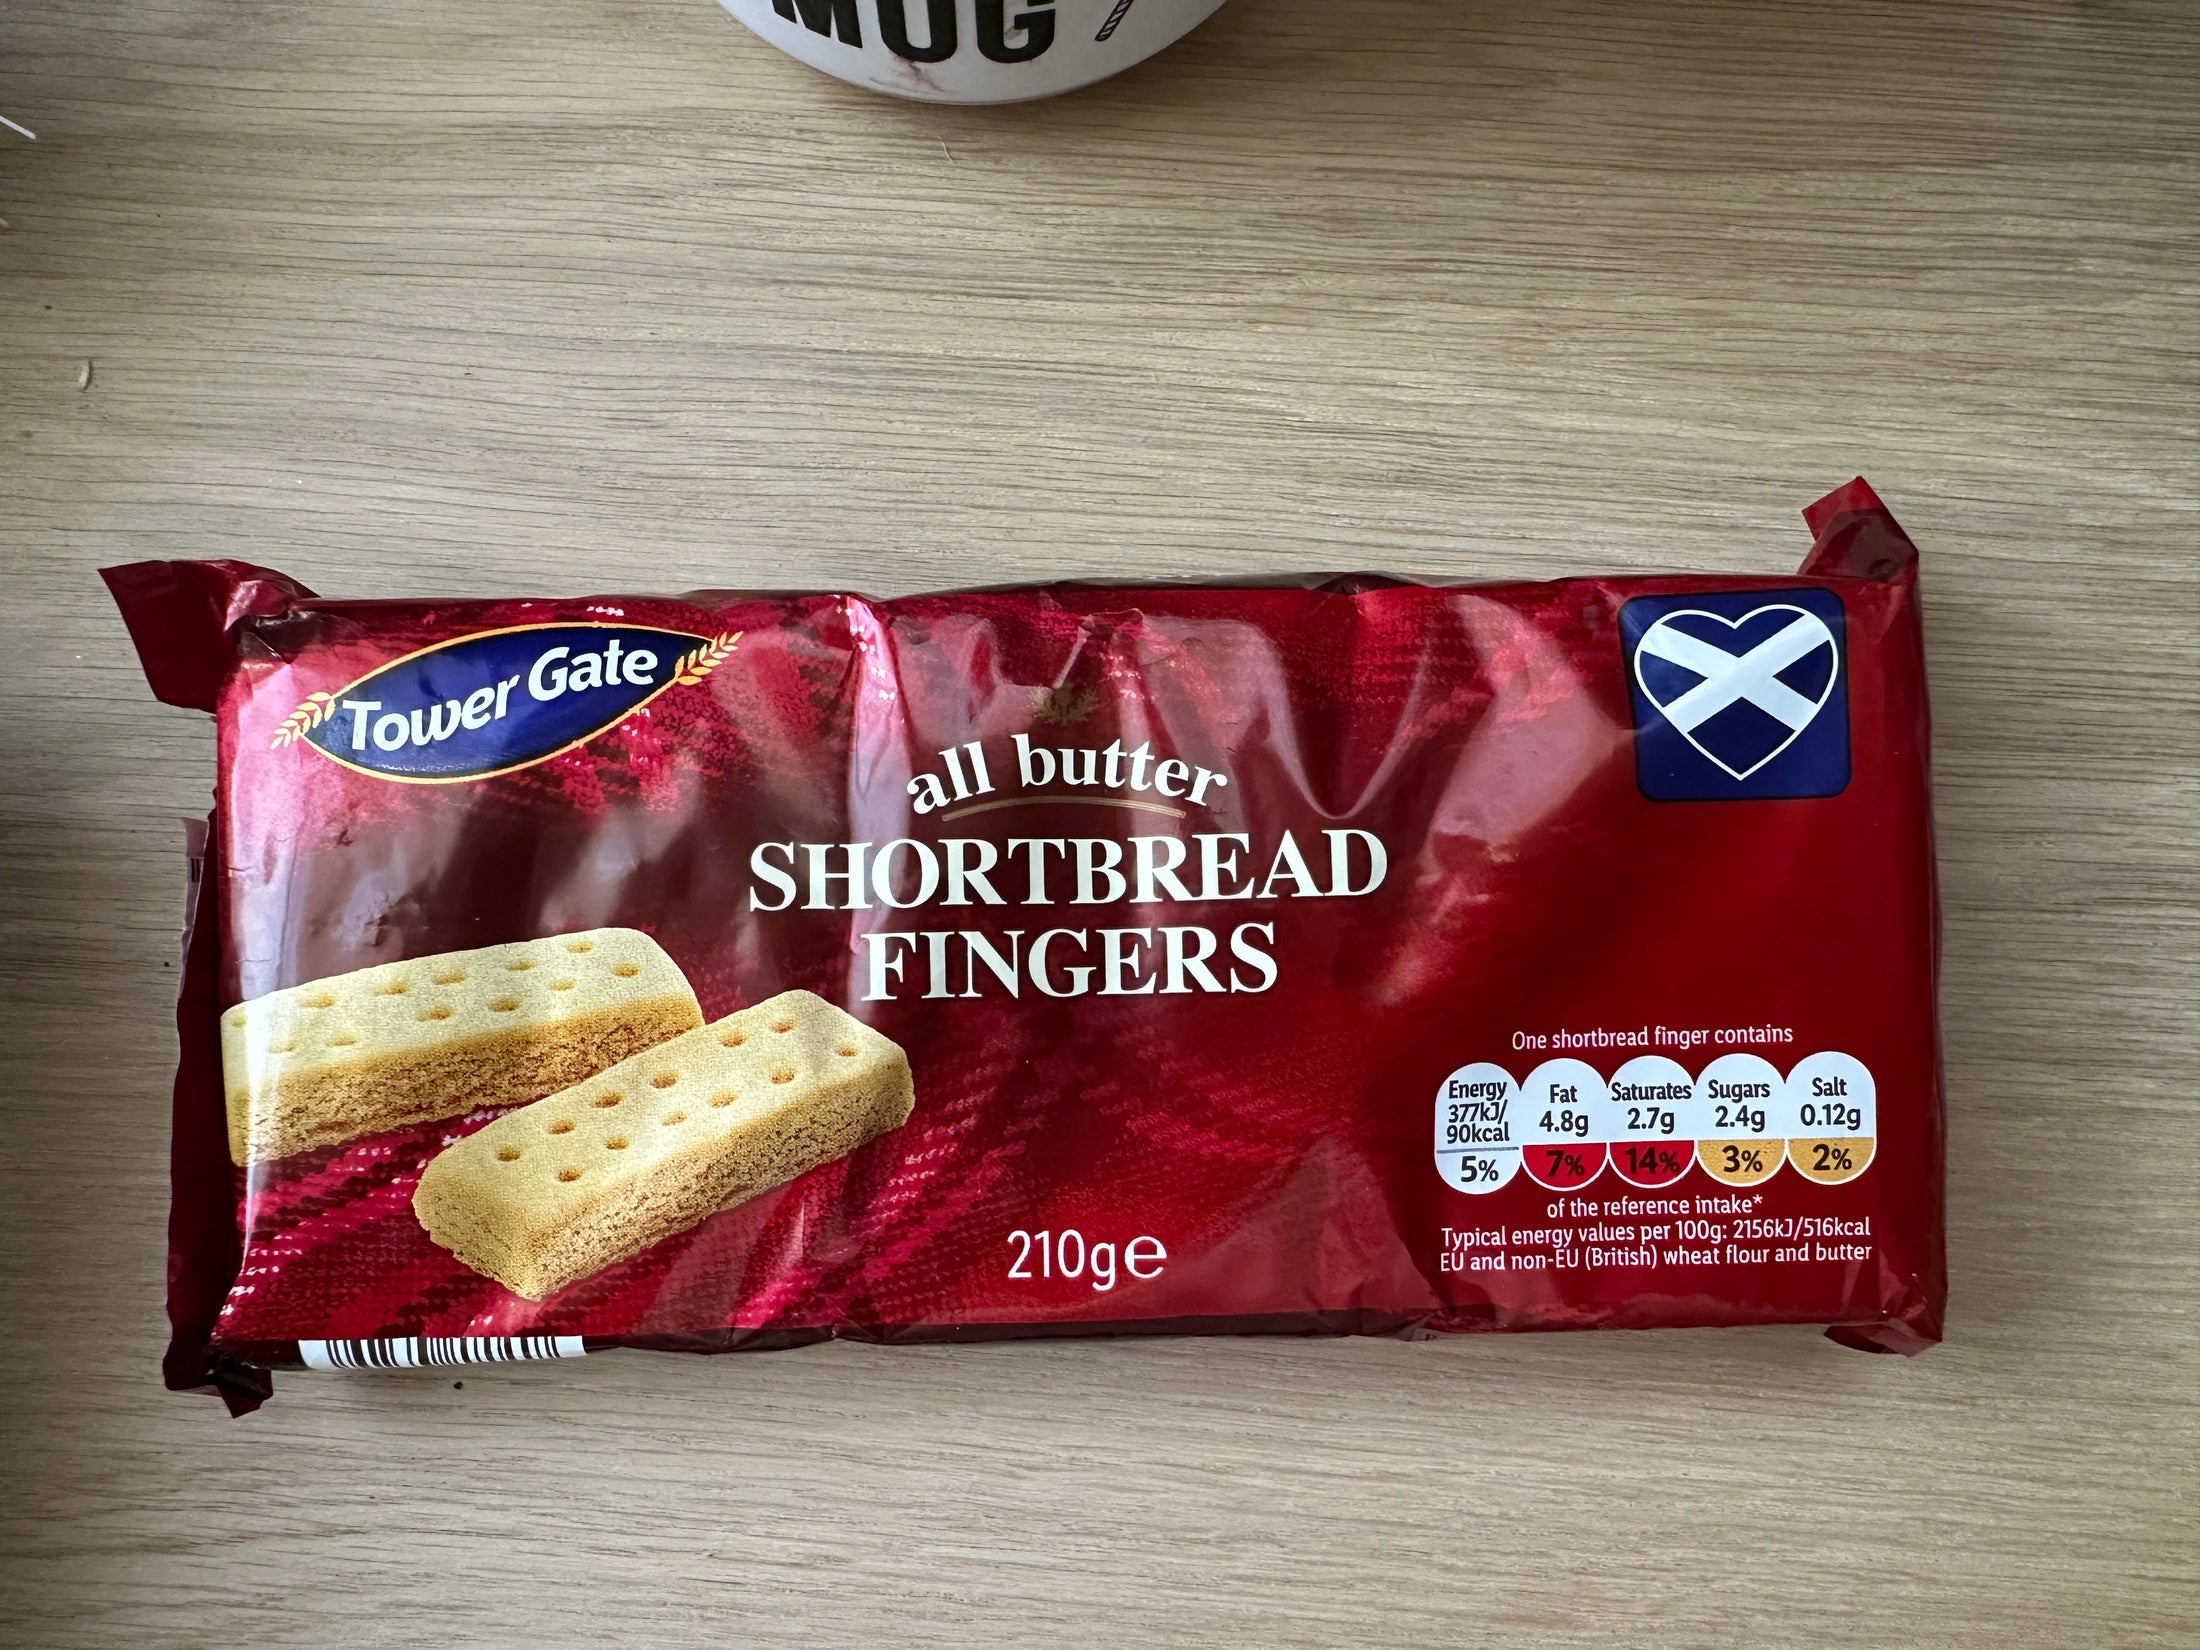 MUG
Tower Gate
all butter
SHORTBREAD
FINGERS
One shortbread finger contains
Energy
377kJ/
90kcal
5%
Fat
4.8g
7%
Saturates
2.7g
14%
Sugars
2.4g
3%
Salt
0.12g
2%
of the reference intake*
Typical energy values per 100g: 2156kJ/516kcal
EU and non-EU (British) wheat flour and butter
210g℮